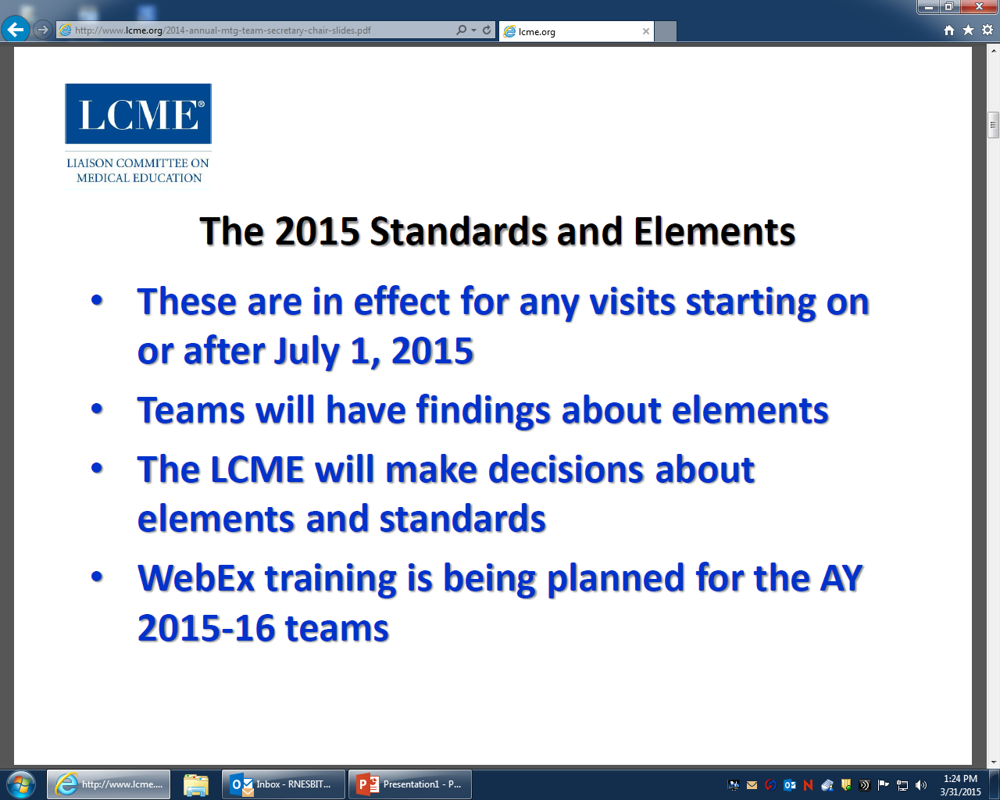 http://www.lcme.org/2014-annual-mtg-team-secretary-chair-slides.pdf
lcme.org
LCME®
LIAISON COMMITTEE ON
MEDICAL EDUCATION
The 2015 Standards and Elements
• These are in effect for any visits starting on
or after July 1, 2015
• Teams will have findings about elements
• The LCME will make decisions about
elements and standards
• WebEx training is being planned for the AY
2015-16 teams
http://www.lcme....
Inbox - RNESBIT...
Presentation1 - P...
1:24 PM
3/31/2015